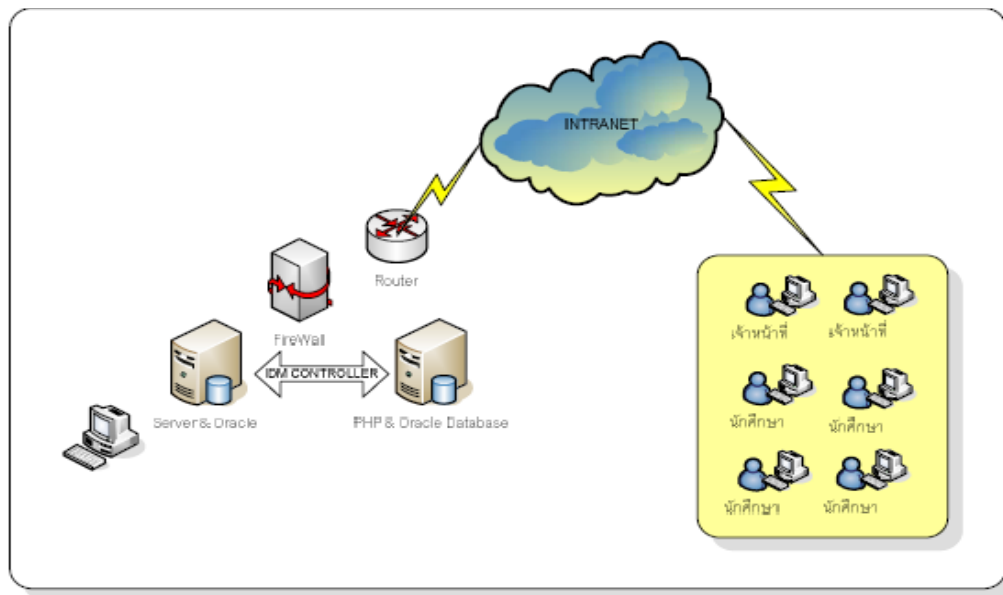 INTRANET
Router
FireWall
IDM CONTROLLER
Server & Oracle
PHP & Oracle Database
เจ้าหน้าที่
เจ้าหน้าที่
นักศึกษา
นักศึกษา
นักศึกษา
นักศึกษา